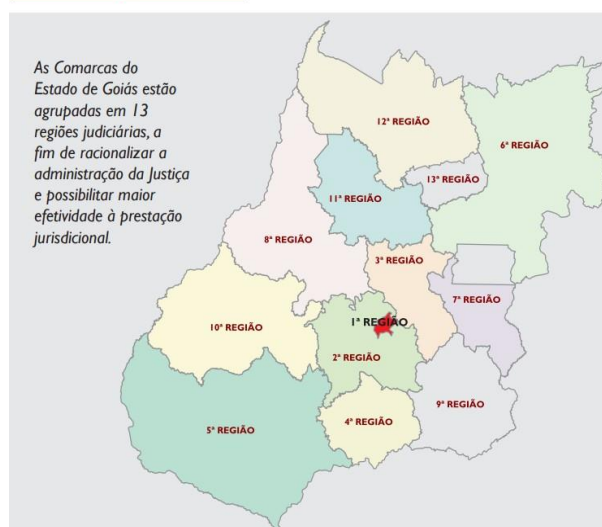 As Comarcas do
Estado de Goiás estão
agrupadas em 13
regiões judiciárias, a
fim de racionalizar a
administração da Justiça
e possibilitar maior
efetividade à prestação
jurisdicional.
12ª REGIÃO
6ª REGIÃO
13ª REGIÃO
11ª REGIÃO
8ª REGIÃO
3ª REGIÃO
7ª REGIÃO
10ª REGIÃO
1ª REGIÃO
2ª REGIÃO
9ª REGIÃO
4ª REGIÃO
5ª REGIÃO